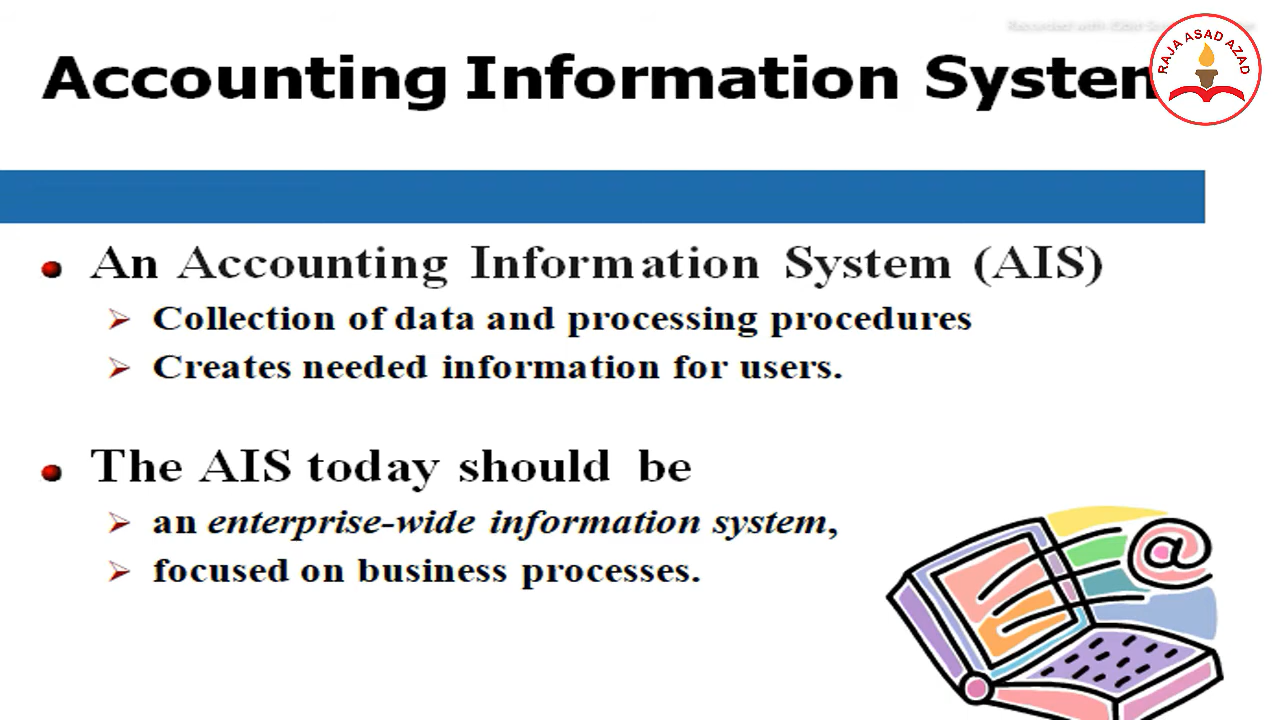 Accounting Information System
RAJA ASAD AZAD
An Accounting Information System (AIS)
Collection of data and processing procedures
Creates needed information for users.
The AIS today should be
an enterprise-wide information system,
focused on business processes.
@